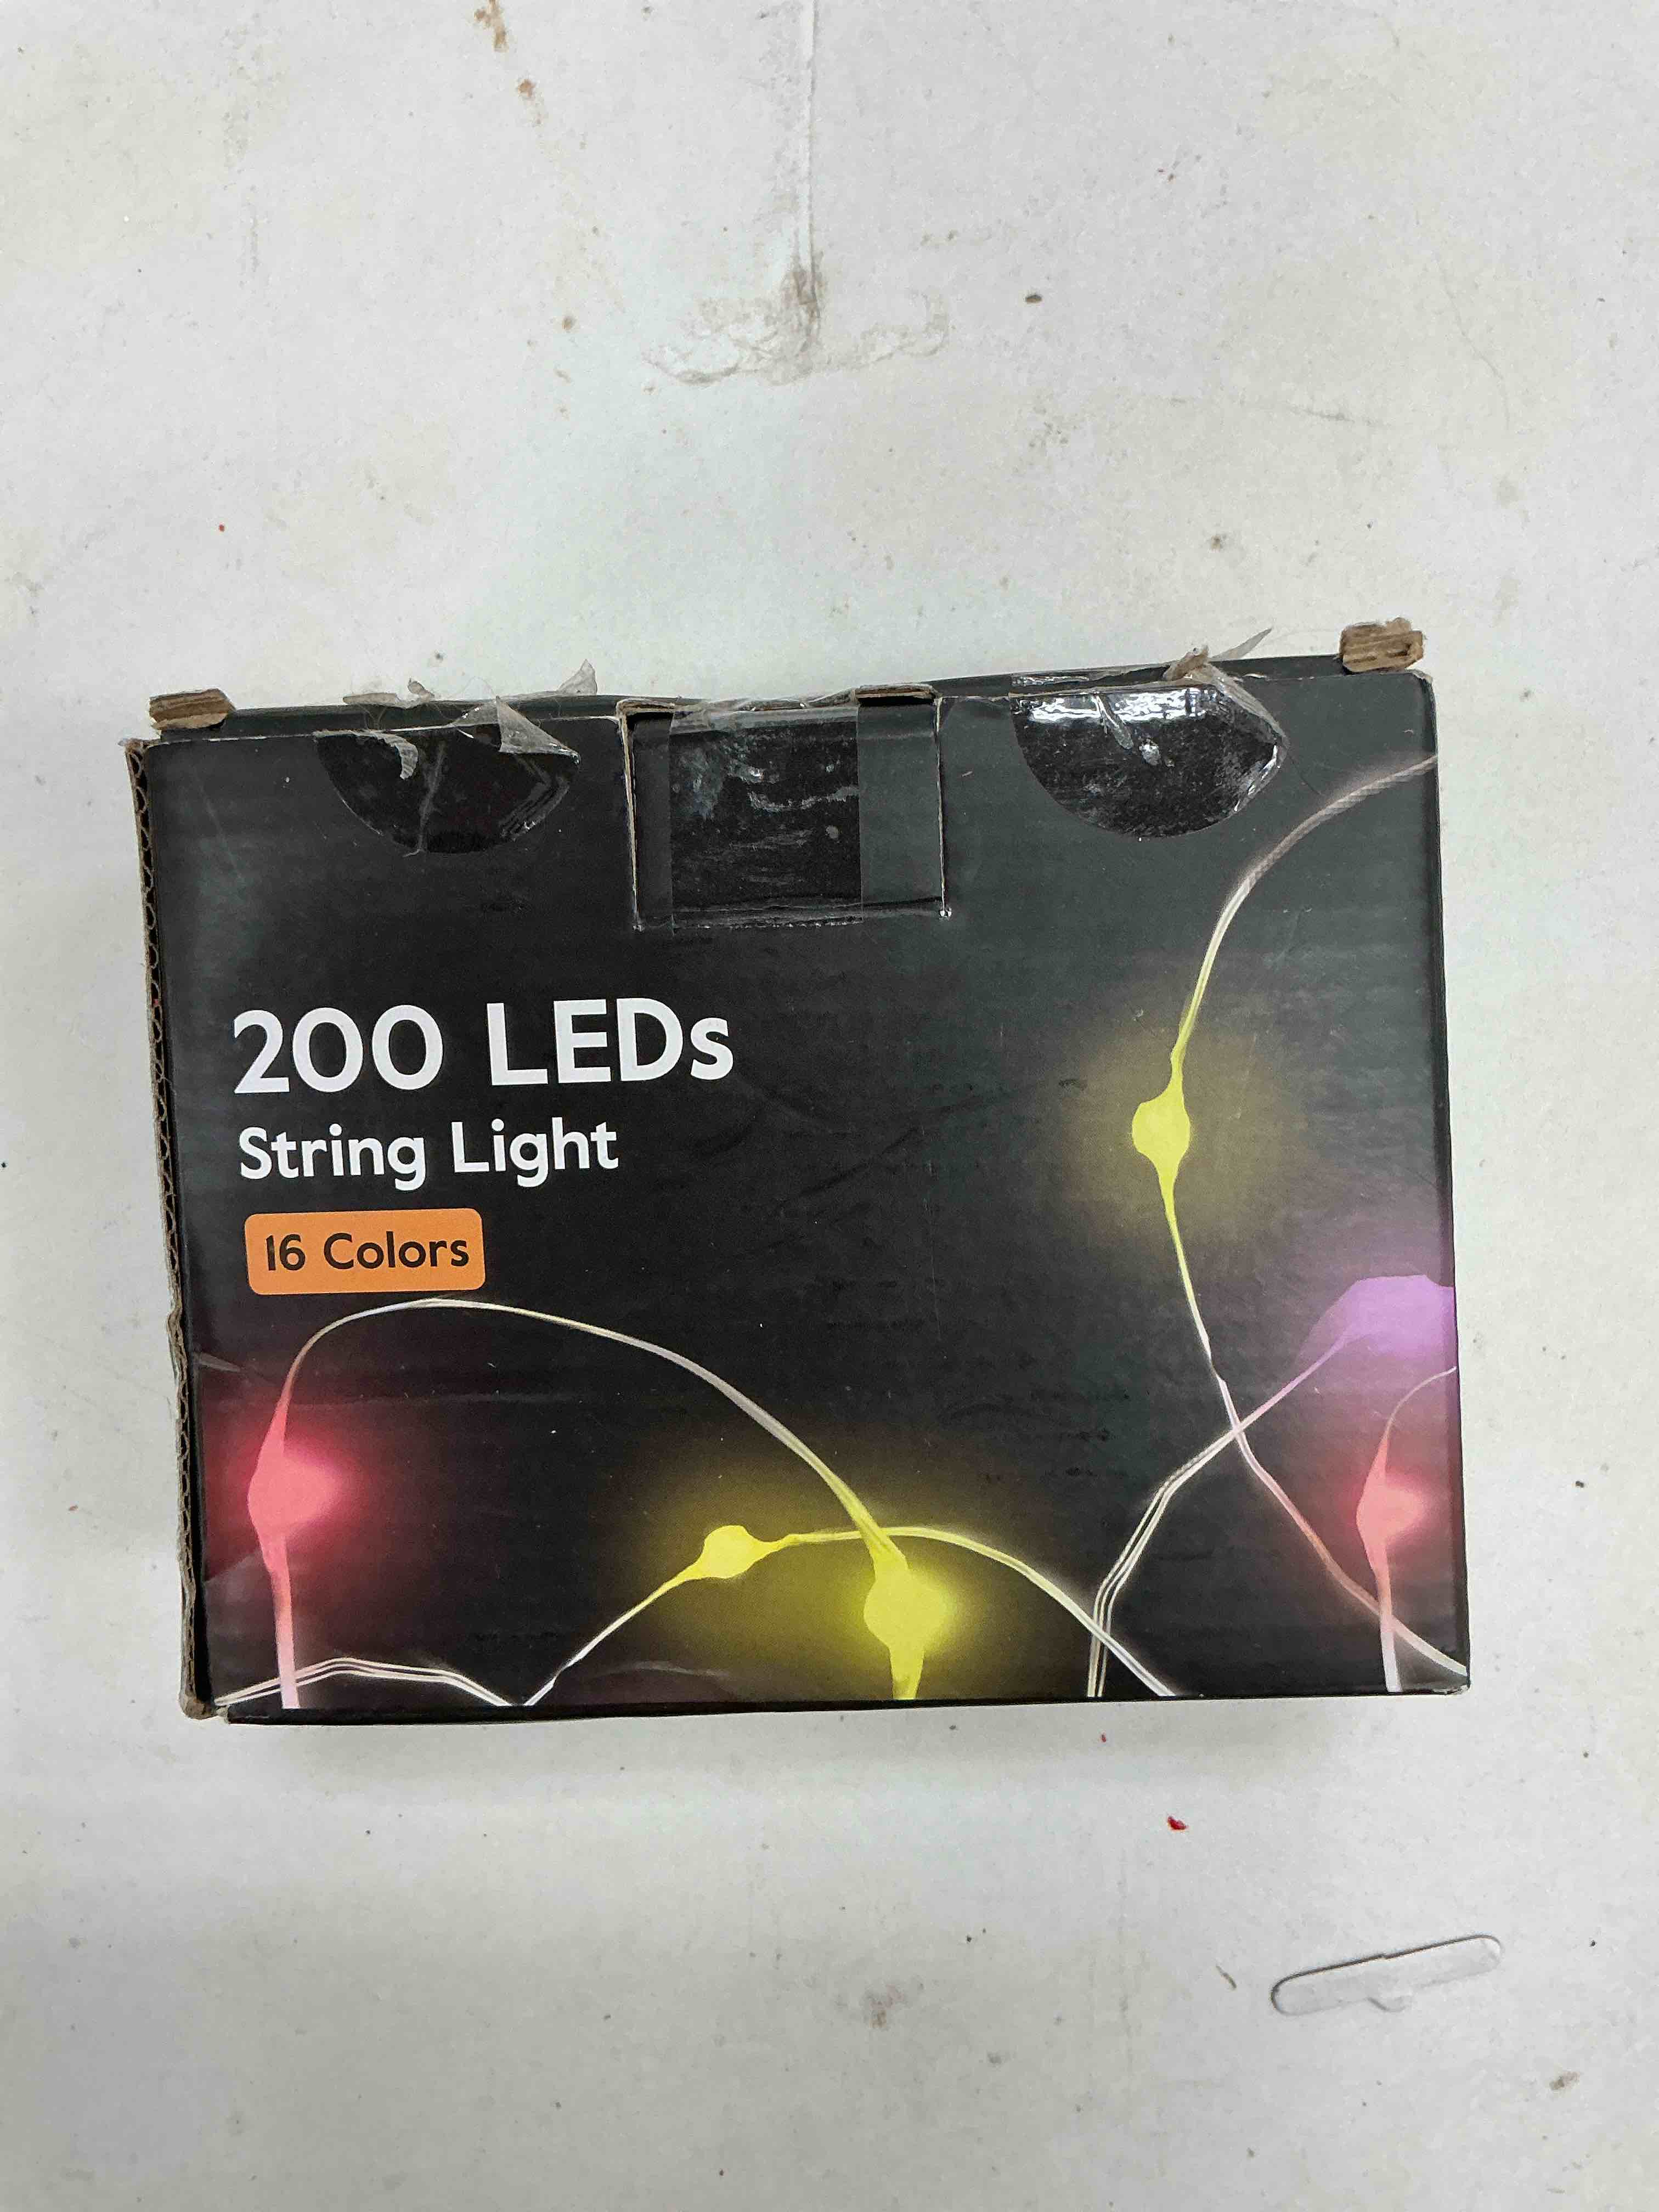 200 LEDs
String Light
16 Colors